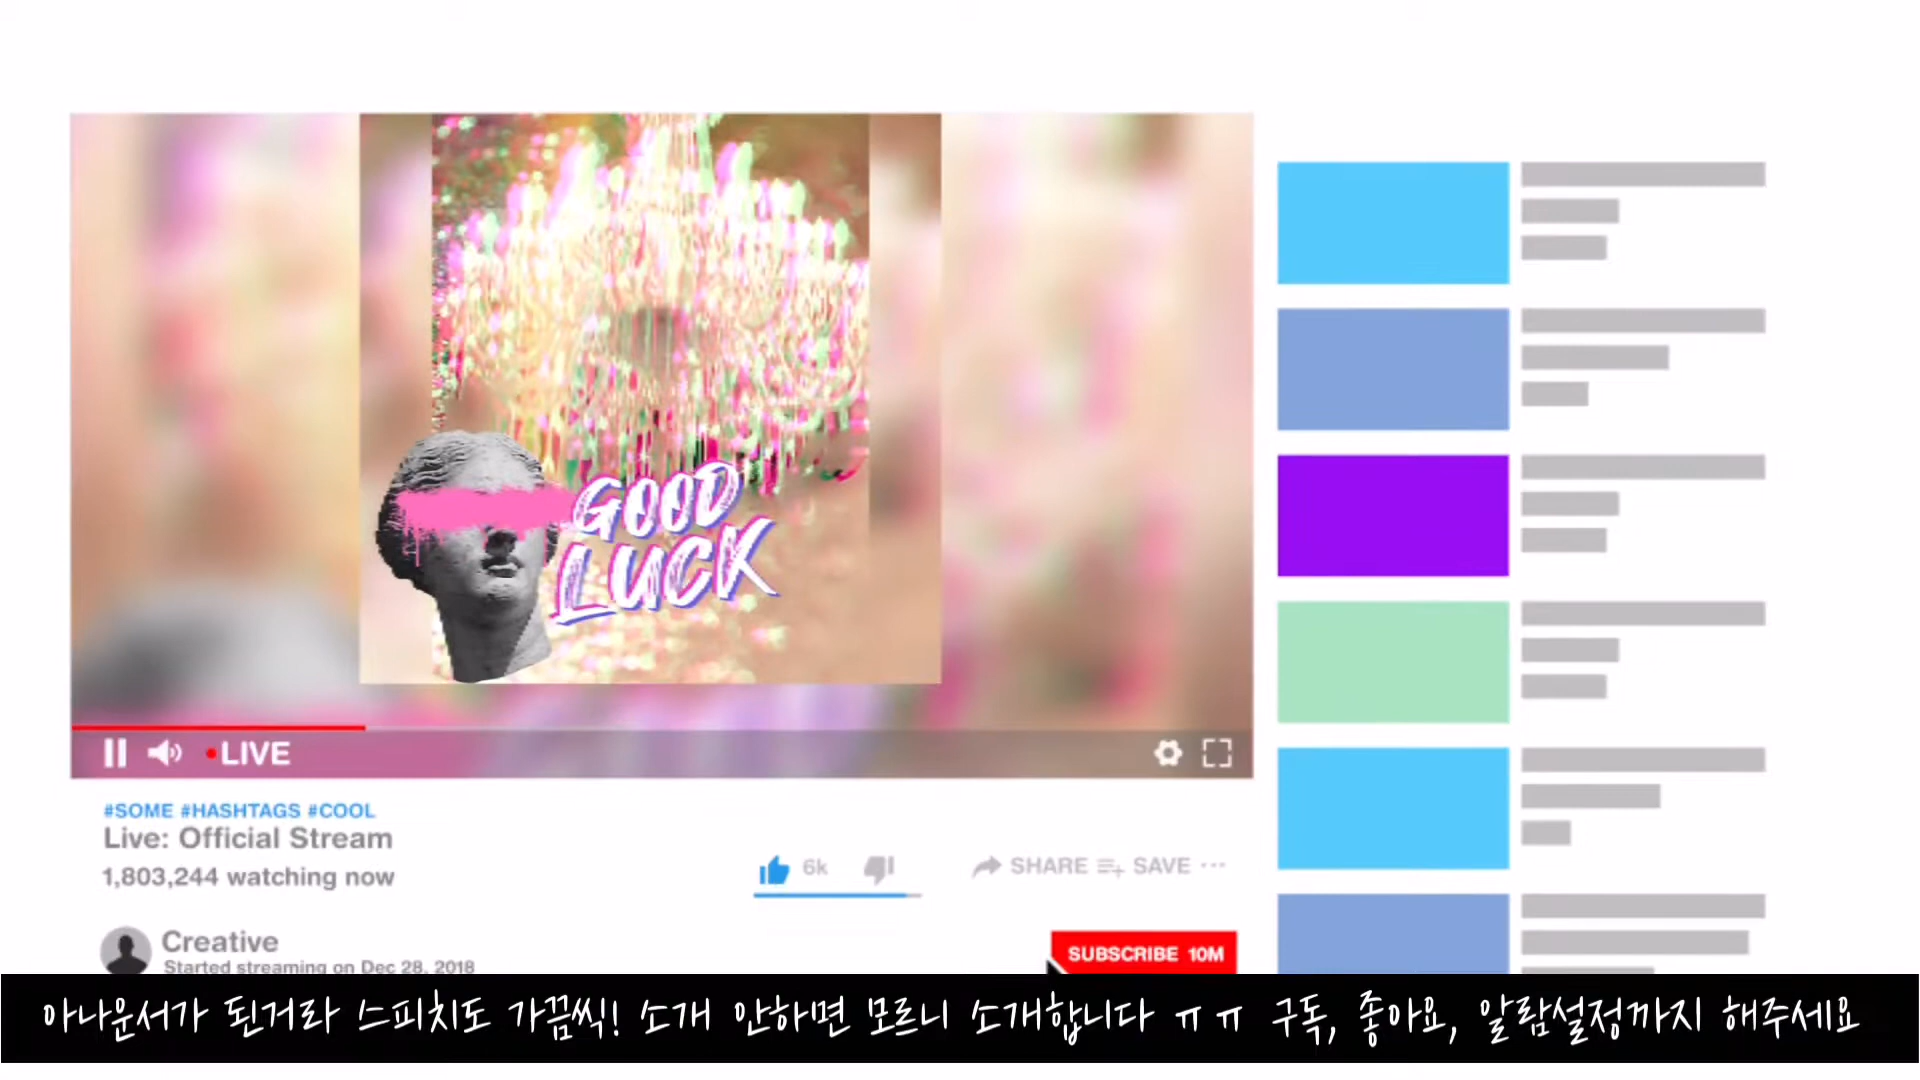 GOOD
LUCK
LIVE
#SOME #HASHTAGS #COOL
Live: Official Stream
1,803,244 watching now
6k
SHARE
SAVE
Creative
Started streaming on Dec 28, 2018
SUBSCRIBE 10M
아나운서가 된거라 스피치도 가끔씩! 소개 안하면 모르니 소개합니다 ㅠㅠ 구독, 좋아요, 알람설정까지 해주세요